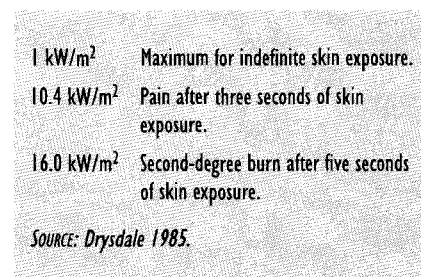 1 kW/m² Maximum for indefinite skin exposure.
10.4 kW/m² Pain after three seconds of skin
exposure.
16.0 kW/m² Second-degree burn after five seconds
of skin exposure.
SOURCE: Drysdale 1985.